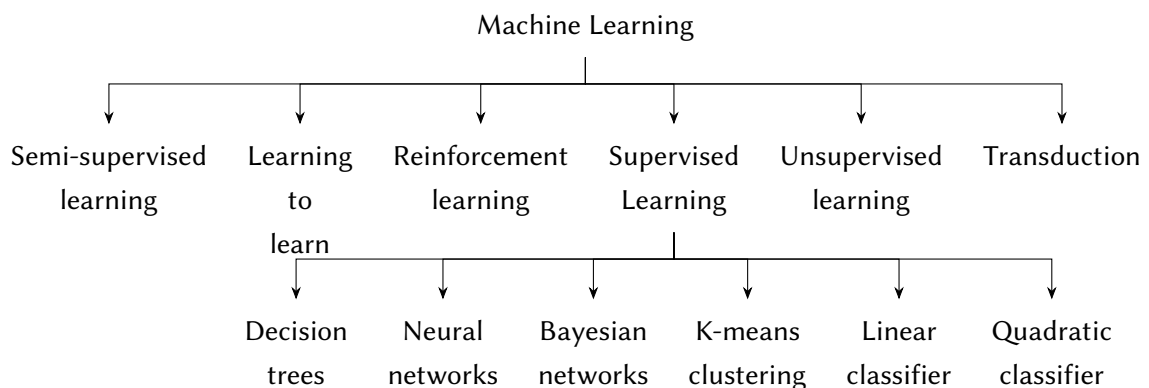 Machine Learning
Semi-supervised
learning
Learning
to
learn
Reinforcement
learning
Supervised
Learning
Unsupervised
learning
Transduction
Decision
trees
Neural
networks
Bayesian
networks
K-means
clustering
Linear
classifier
Quadratic
classifier